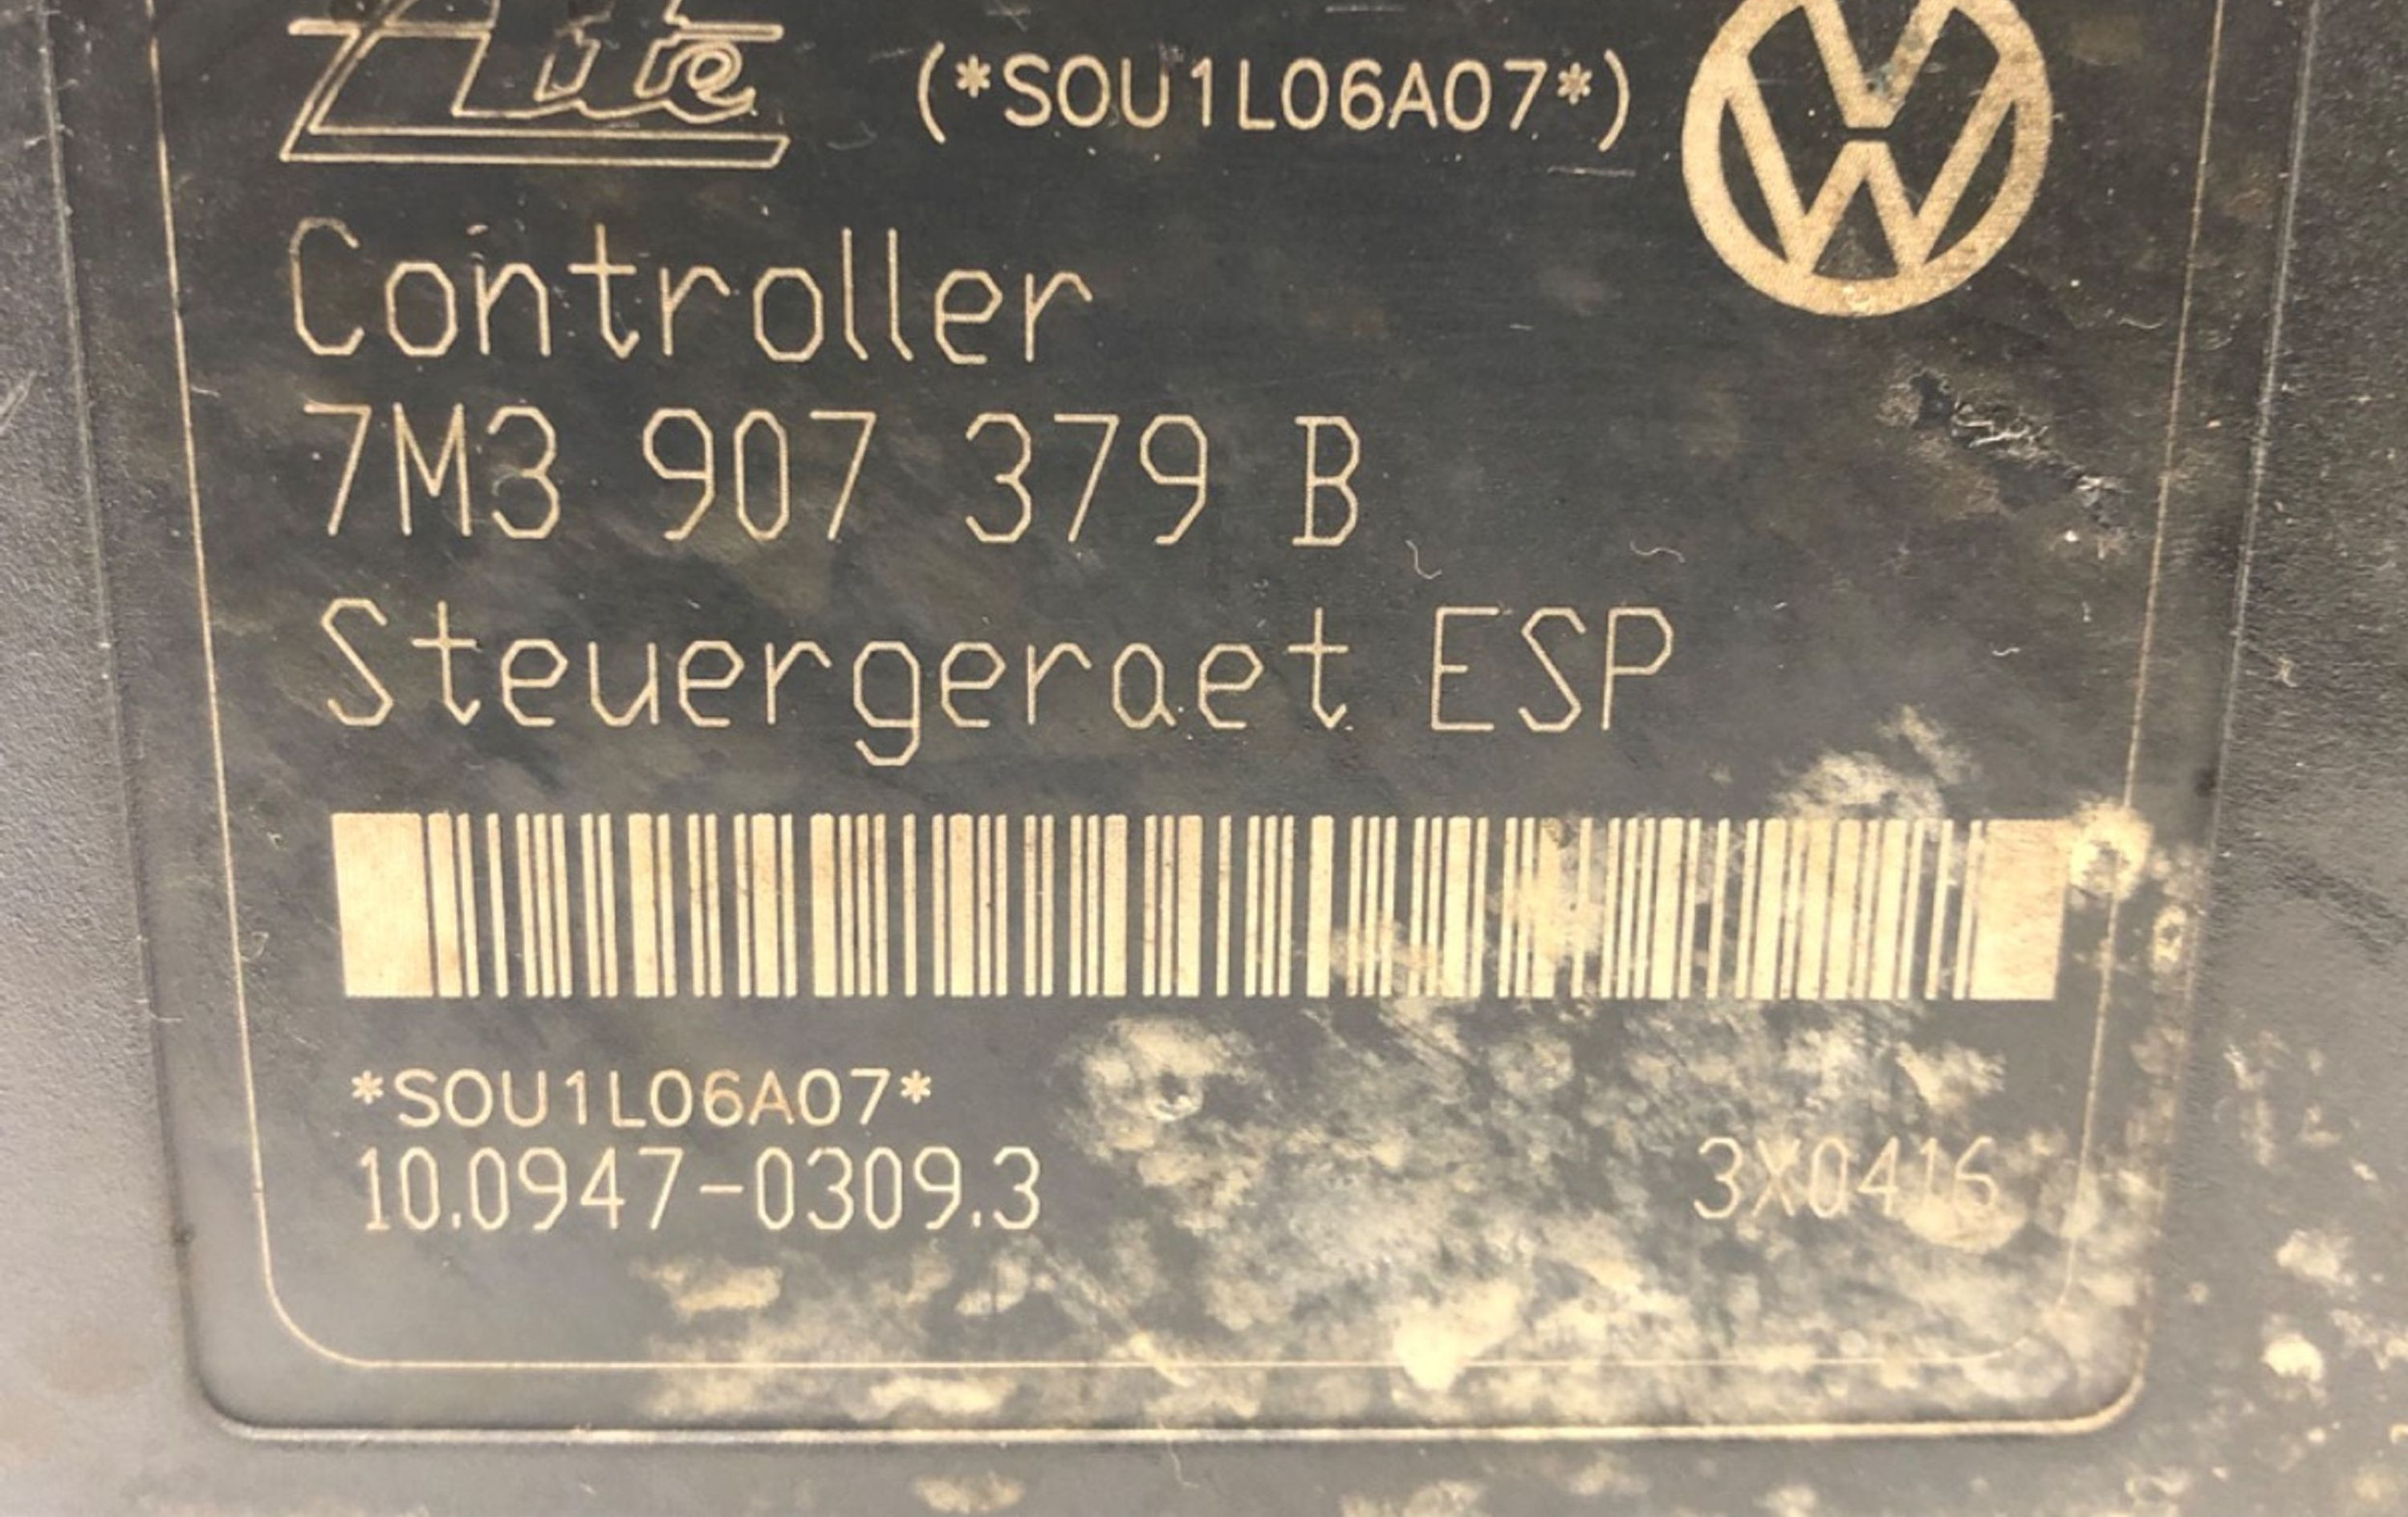 Ate
(*SOU1L06A07*)
Controller
7M3 907 379 B
Steuergeraet ESP
*SOU1L06A07*
10.0947-0309.3
3X0416